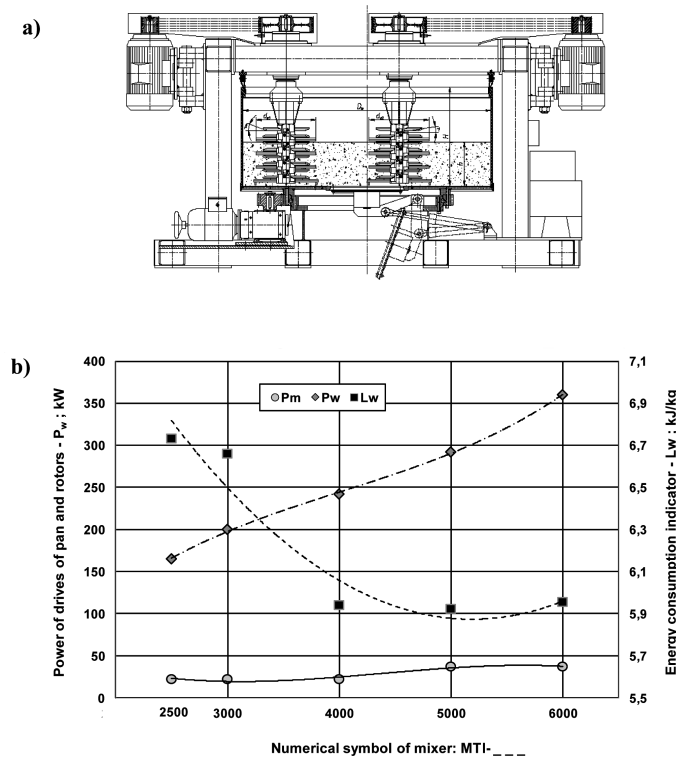 a)
D
H
h
b)
Power of drives of pan and rotors - Pw ; kW
400
350
300
250
200
150
100
50
0
Pm Pw Lw
7,1
6,9
6,7
6,5
6,3
6,1
5,9
5,7
5,5
Energy consumption indicator - Lw ; kJ/kg
2500 3000 4000 5000 6000
Numerical symbol of mixer: MTI-_ _ _